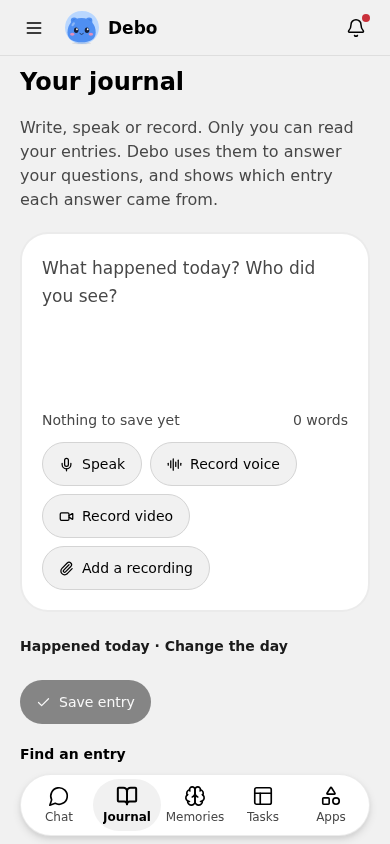 Debo
Your journal
Write, speak or record. Only you can read
your entries. Debo uses them to answer
your questions, and shows which entry
each answer came from.
What happened today? Who did
you see?
Nothing to save yet
0 words
Speak
Record voice
Record video
Add a recording
Happened today · Change the day
Save entry
Find an entry
Chat
Journal
Memories
Tasks
Apps